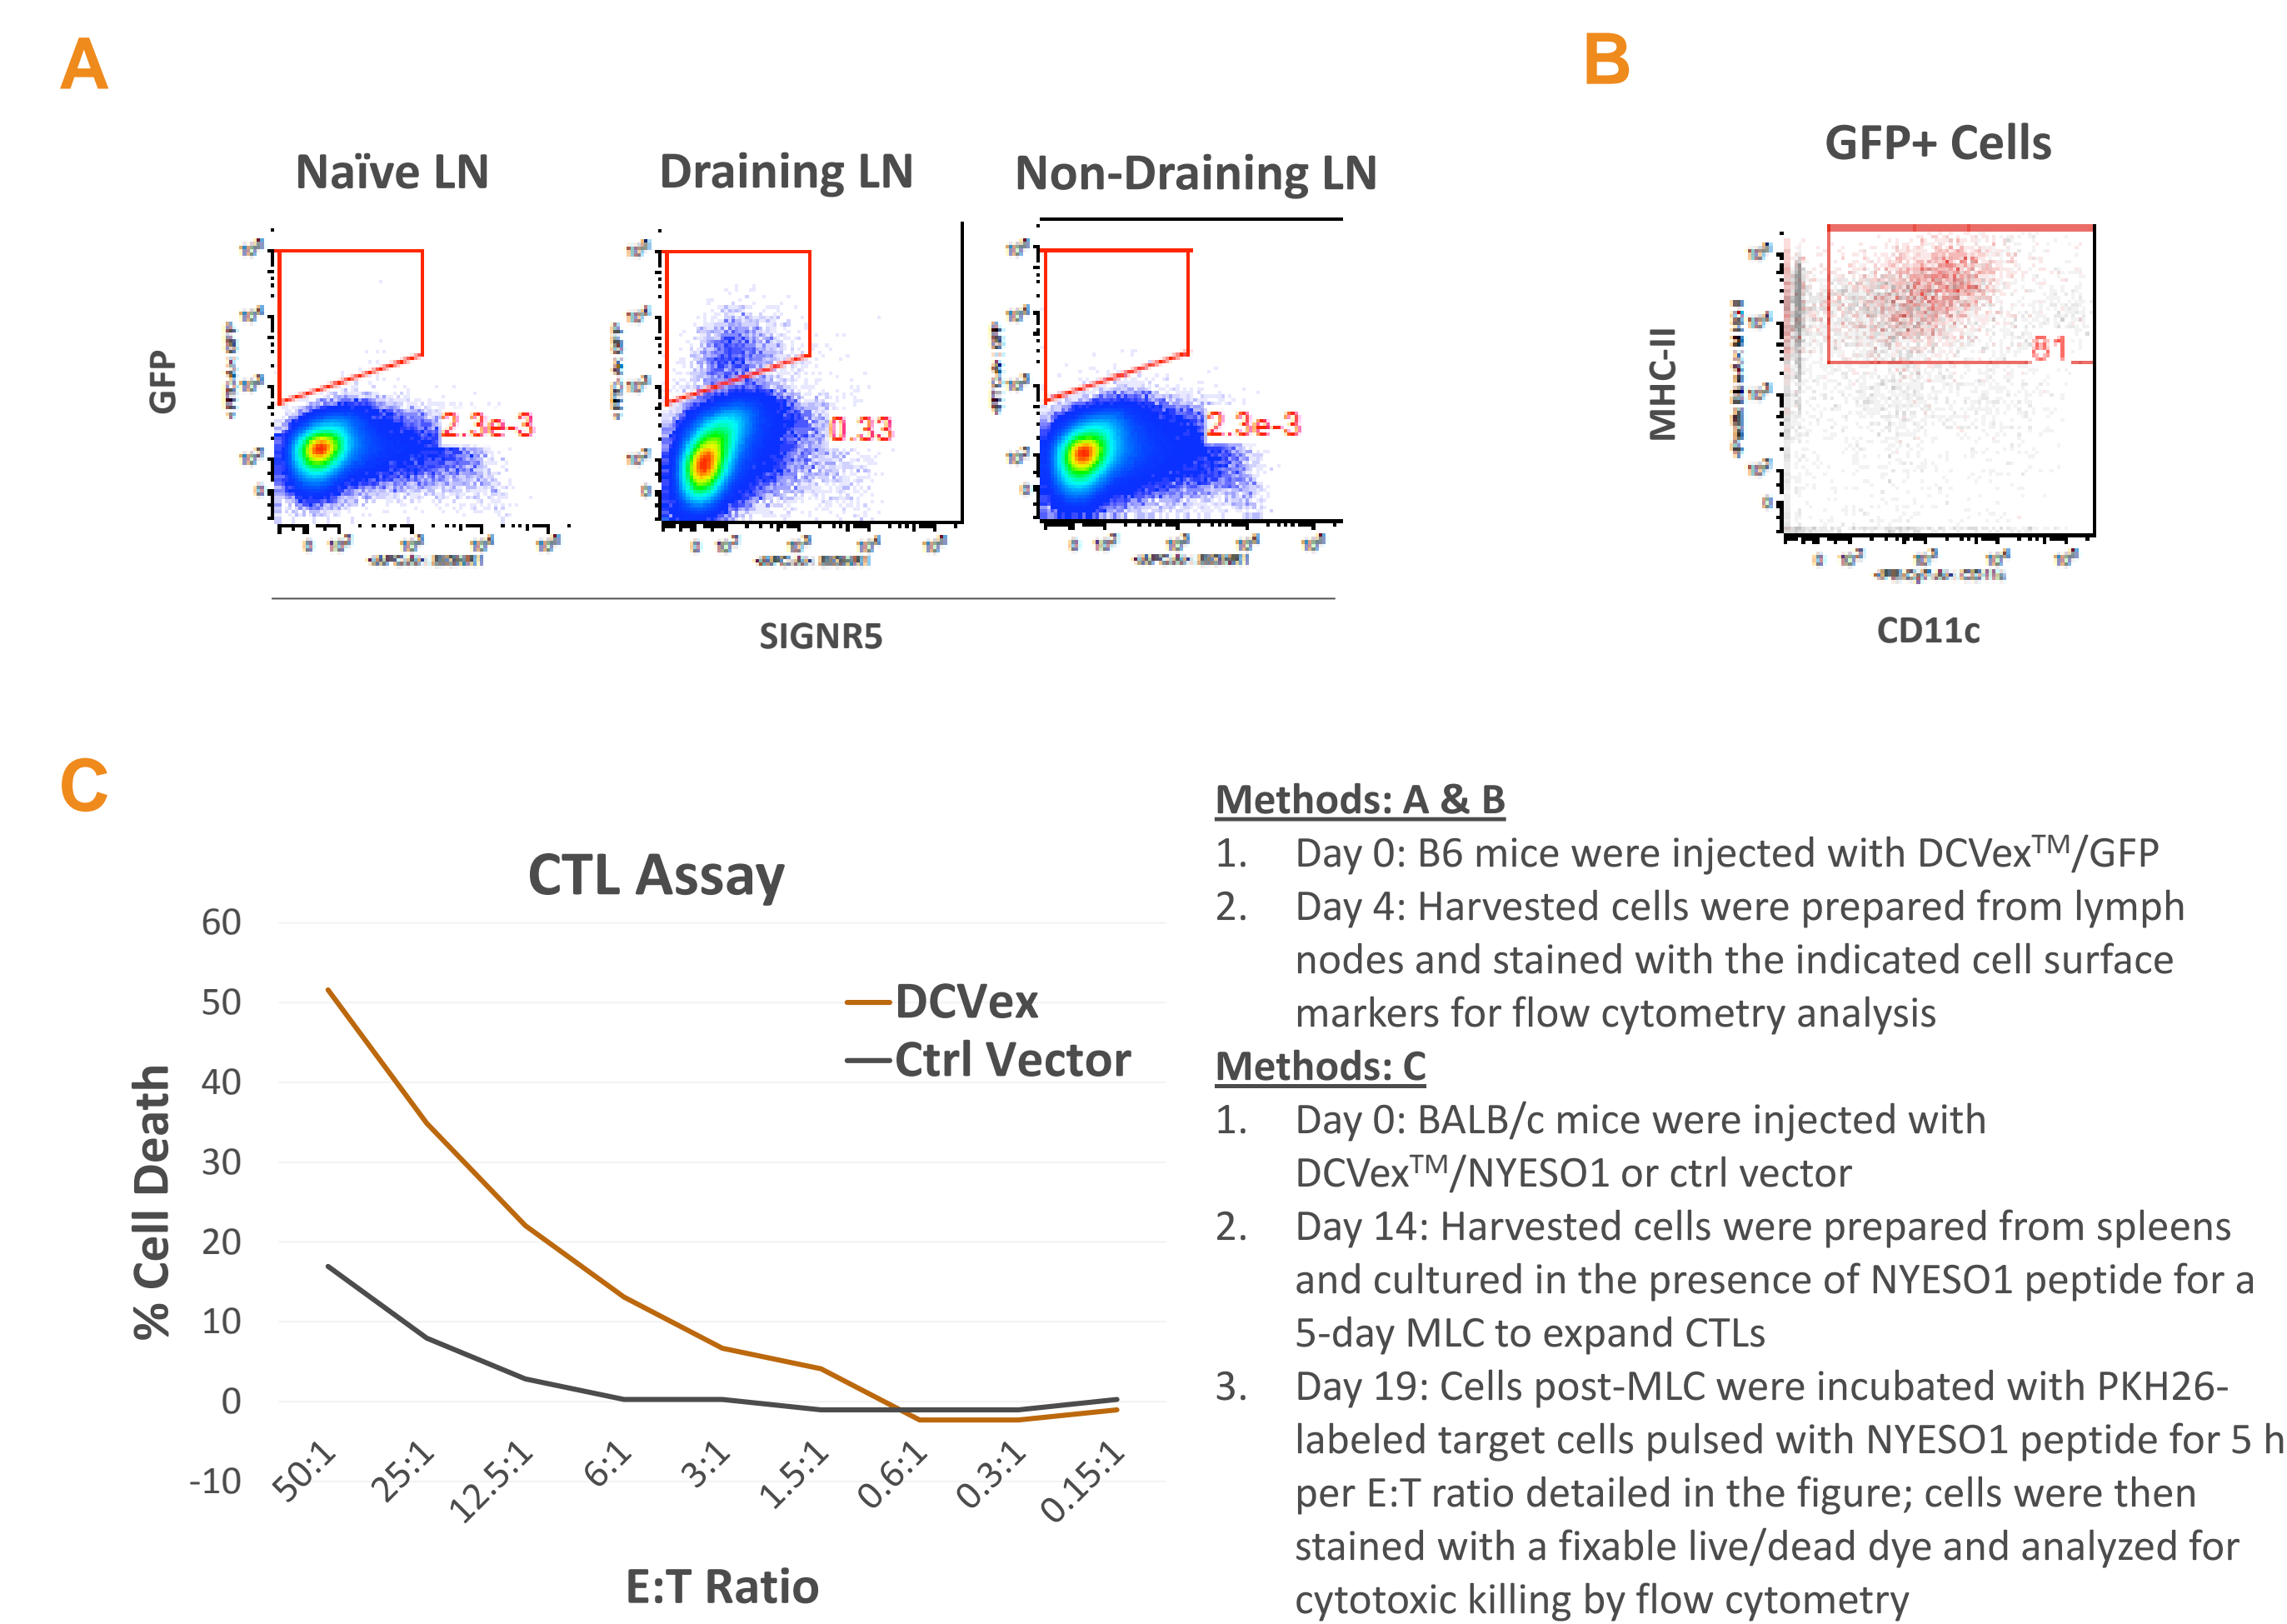 A
B
Naïve LN
Draining LN
Non-Draining LN
GFP+ Cells
GFP
2.3e-3
0.33
2.3e-3
SIGNR5
MHC-II
81
CD11c
C
CTL Assay
% Cell Death
60
50
40
30
20
10
0
-10
DCVex
Ctrl Vector
50:1
25:1
12.5:1
6:1
3:1
1.5:1
0.6:1
0.3:1
0.15:1
E:T Ratio
Methods: A & B
1. Day 0: B6 mice were injected with DCVex™/GFP
2. Day 4: Harvested cells were prepared from lymph
nodes and stained with the indicated cell surface
markers for flow cytometry analysis
Methods: C
1. Day 0: BALB/c mice were injected with
DCVex™/NYESO1 or ctrl vector
2. Day 14: Harvested cells were prepared from spleens
and cultured in the presence of NYESO1 peptide for a
5-day MLC to expand CTLs
3. Day 19: Cells post-MLC were incubated with PKH26-
labeled target cells pulsed with NYESO1 peptide for 5 h
per E:T ratio detailed in the figure; cells were then
stained with a fixable live/dead dye and analyzed for
cytotoxic killing by flow cytometry